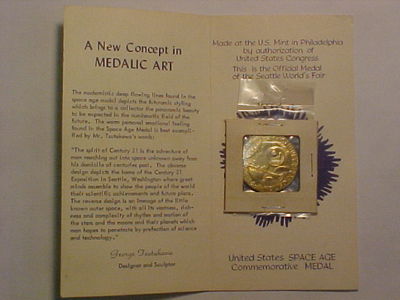 A New Concept in
MEDALIC ART
The modernistic deep flowing lines found in the
space age medal depicts the futuristic styling
which brings to a collector the panoramic beauty
to be expected in the numismatic field of the
future. The warm personal emotional feeling
found in the Space Age Medal is best exempli-
fied by Mr. Tsutakawa's words:
"The spirit of Century 21 is the adventure of
man reaching out into space unknown away from
his domicile of centuries past. The obverse
design depicts the home of the Century 21
Exposition in Seattle, Washington where great
minds assemble to show the people of the world
their scientific achievements and future plans.
The reverse design is an image of the little
known outer space, with all its vastness, rich-
ness and complexity of rhythm and motion of
the stars and the moons and their planets which
man hopes to penetrate by perfection of science
and technology."
George Tsutakawa
Designer and Sculptor
Made at the U.S. Mint in Philadelphia
by authorization of
United States Congress
This is the Official Medal
of the Seattle World's Fair
United States SPACE AGE
Commemorative MEDAL